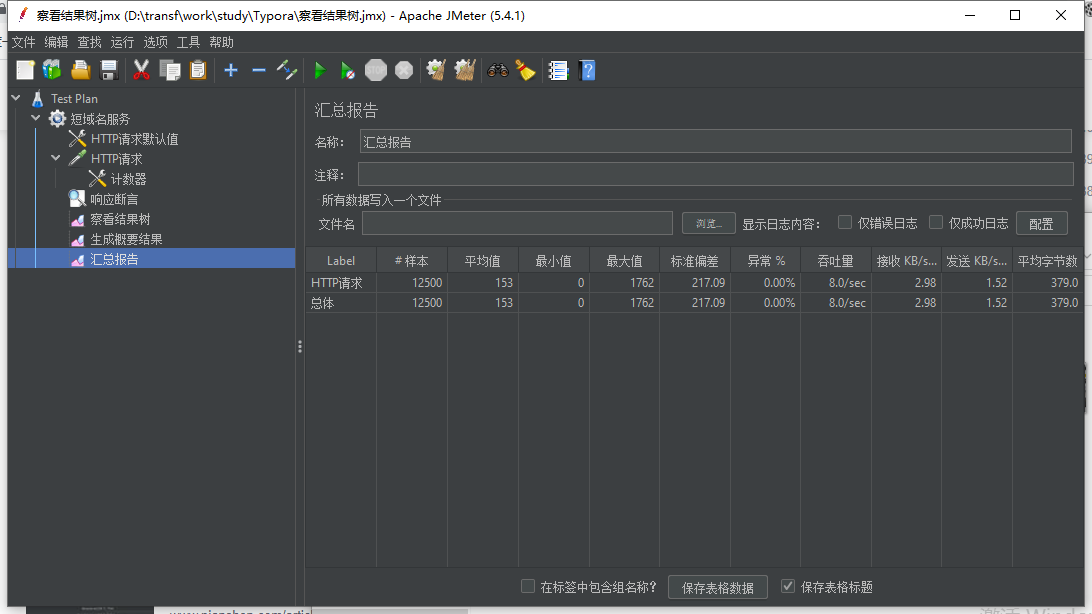 察看结果树.jmx (D:\transf\work\study\Typora\察看结果树.jmx) - Apache JMeter (5.4.1)
文件 编辑 查找 运行 选项 工具 帮助
Test Plan
短域名服务
HTTP请求默认值
HTTP请求
计数器
响应断言
察看结果树
生成概要结果
汇总报告
汇总报告
名称： 汇总报告
注释：
所有数据写入一个文件
文件名 浏览... 显示日志内容： 仅错误日志 仅成功日志 配置
Label # 样本 平均值 最小值 最大值 标准偏差 异常 % 吞吐量 接收 KB/s... 发送 KB/s... 平均字节数
HTTP请求 12500 153 0 1762 217.09 0.00% 8.0/sec 2.98 1.52 379.0
总体 12500 153 0 1762 217.09 0.00% 8.0/sec 2.98 1.52 379.0
在标签中包含组名称？ 保存表格数据 保存表格标题